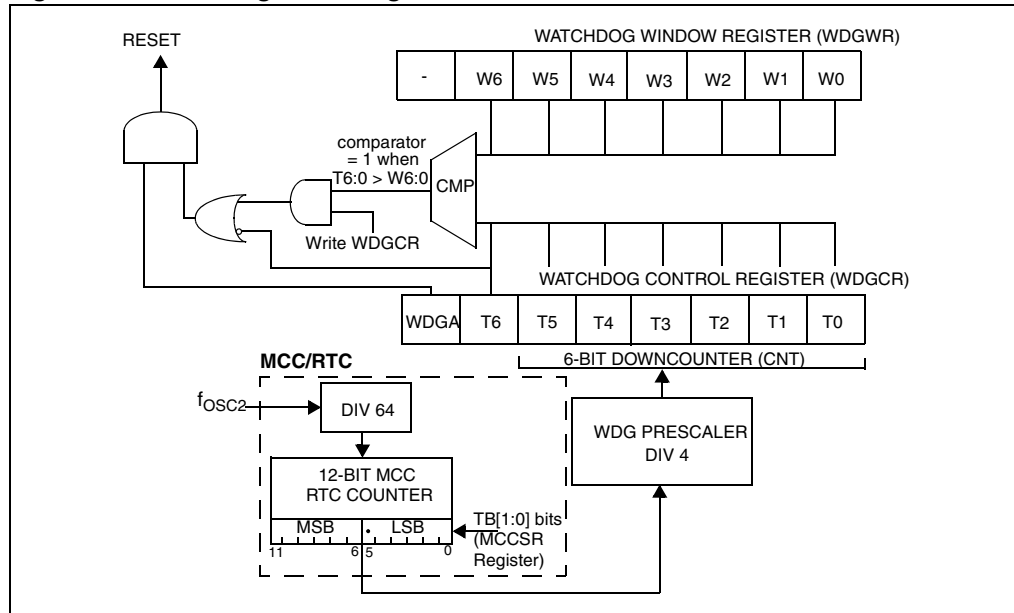 RESET
WATCHDOG WINDOW REGISTER (WDGWR)
- W6 W5 W4 W3 W2 W1 W0
comparator
= 1 when
T6:0 > W6:0
CMP
Write WDGCR
WATCHDOG CONTROL REGISTER (WDGCR)
WDGA T6 T5 T4 T3 T2 T1 T0
6-BIT DOWNCOUNTER (CNT)
MCC/RTC
fOSC2
DIV 64
WDG PRESCALER
DIV 4
12-BIT MCC
RTC COUNTER
MSB LSB
11 6 5 0
TB[1:0] bits
(MCCSR
Register)